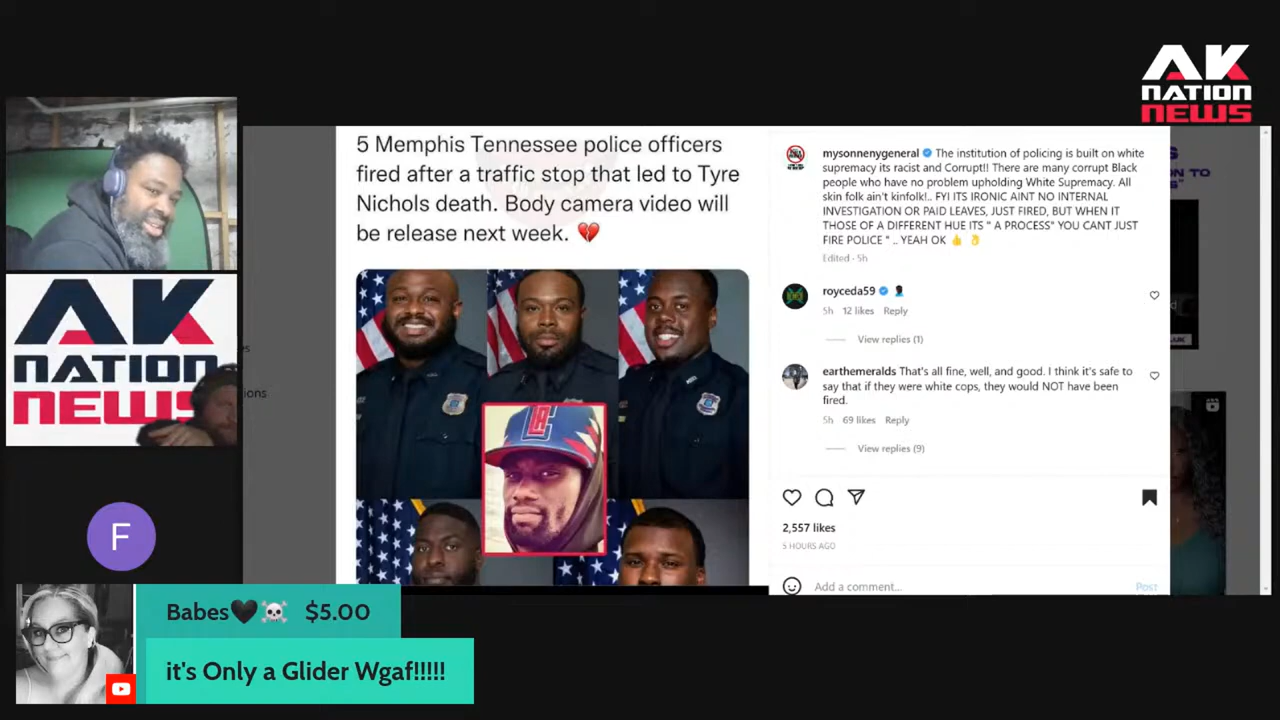 AK
NATION
NEWS
5 Memphis Tennessee police officers
fired after a traffic stop that led to Tyre
Nichols death. Body camera video will
be release next week. 💔
mysonnenygeneral The institution of policing is built on white
supremacy its racist and Corrupt!! There are many corrupt Black
people who have no problem upholding White Supremacy. All
skin folk ain't kinfolk!.. FYI ITS IRONIC AINT NO INTERNAL
INVESTIGATION OR PAID LEAVES, JUST FIRED, BUT WHEN IT
THOSE OF A DIFFERENT HUE ITS " A PROCESS" YOU CANT JUST
FIRE POLICE " .. YEAH OK 👍 👌
Edited · 5h
royceda59 👤
5h 12 likes Reply
View replies (1)
earthemeralds That's all fine, well, and good. I think it's safe to
say that if they were white cops, they would NOT have been
fired.
5h 69 likes Reply
View replies (9)
2,557 likes
5 HOURS AGO
Add a comment...
Post
AK
NATION
NEWS
ions
F
Babes🖤☠️ $5.00
it's Only a Glider Wgaf!!!!!